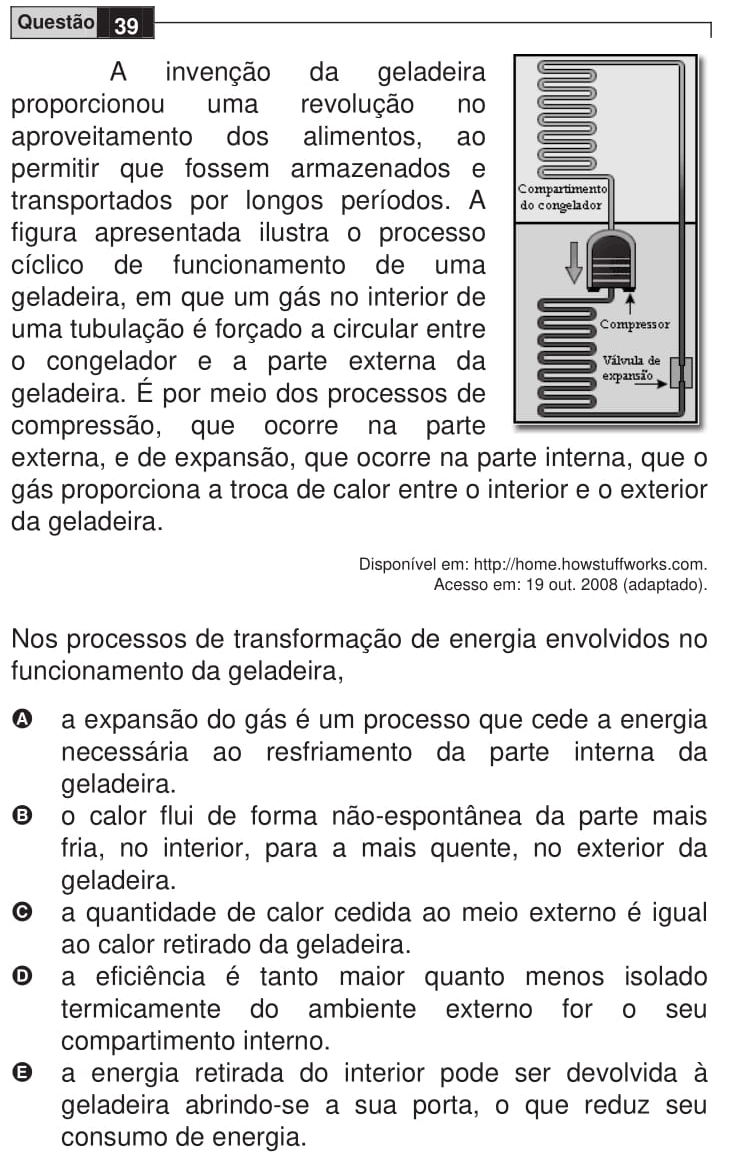 Questão 39
A invenção da geladeira
proporcionou uma revolução no
aproveitamento dos alimentos, ao
permitir que fossem armazenados e
transportados por longos períodos. A
figura apresentada ilustra o processo
cíclico de funcionamento de uma
geladeira, em que um gás no interior de
uma tubulação é forçado a circular entre
o congelador e a parte externa da
geladeira. É por meio dos processos de
compressão, que ocorre na parte
externa, e de expansão, que ocorre na parte interna, que o
gás proporciona a troca de calor entre o interior e o exterior
da geladeira.
Compartimento
do congelador
Compressor
Válvula de
expansão
Disponível em: http://home.howstuffworks.com.
Acesso em: 19 out. 2008 (adaptado).
Nos processos de transformação de energia envolvidos no
funcionamento da geladeira,
A a expansão do gás é um processo que cede a energia
necessária ao resfriamento da parte interna da
geladeira.
B o calor flui de forma não-espontânea da parte mais
fria, no interior, para a mais quente, no exterior da
geladeira.
C a quantidade de calor cedida ao meio externo é igual
ao calor retirado da geladeira.
D a eficiência é tanto maior quanto menos isolado
termicamente do ambiente externo for o seu
compartimento interno.
E a energia retirada do interior pode ser devolvida à
geladeira abrindo-se a sua porta, o que reduz seu
consumo de energia.